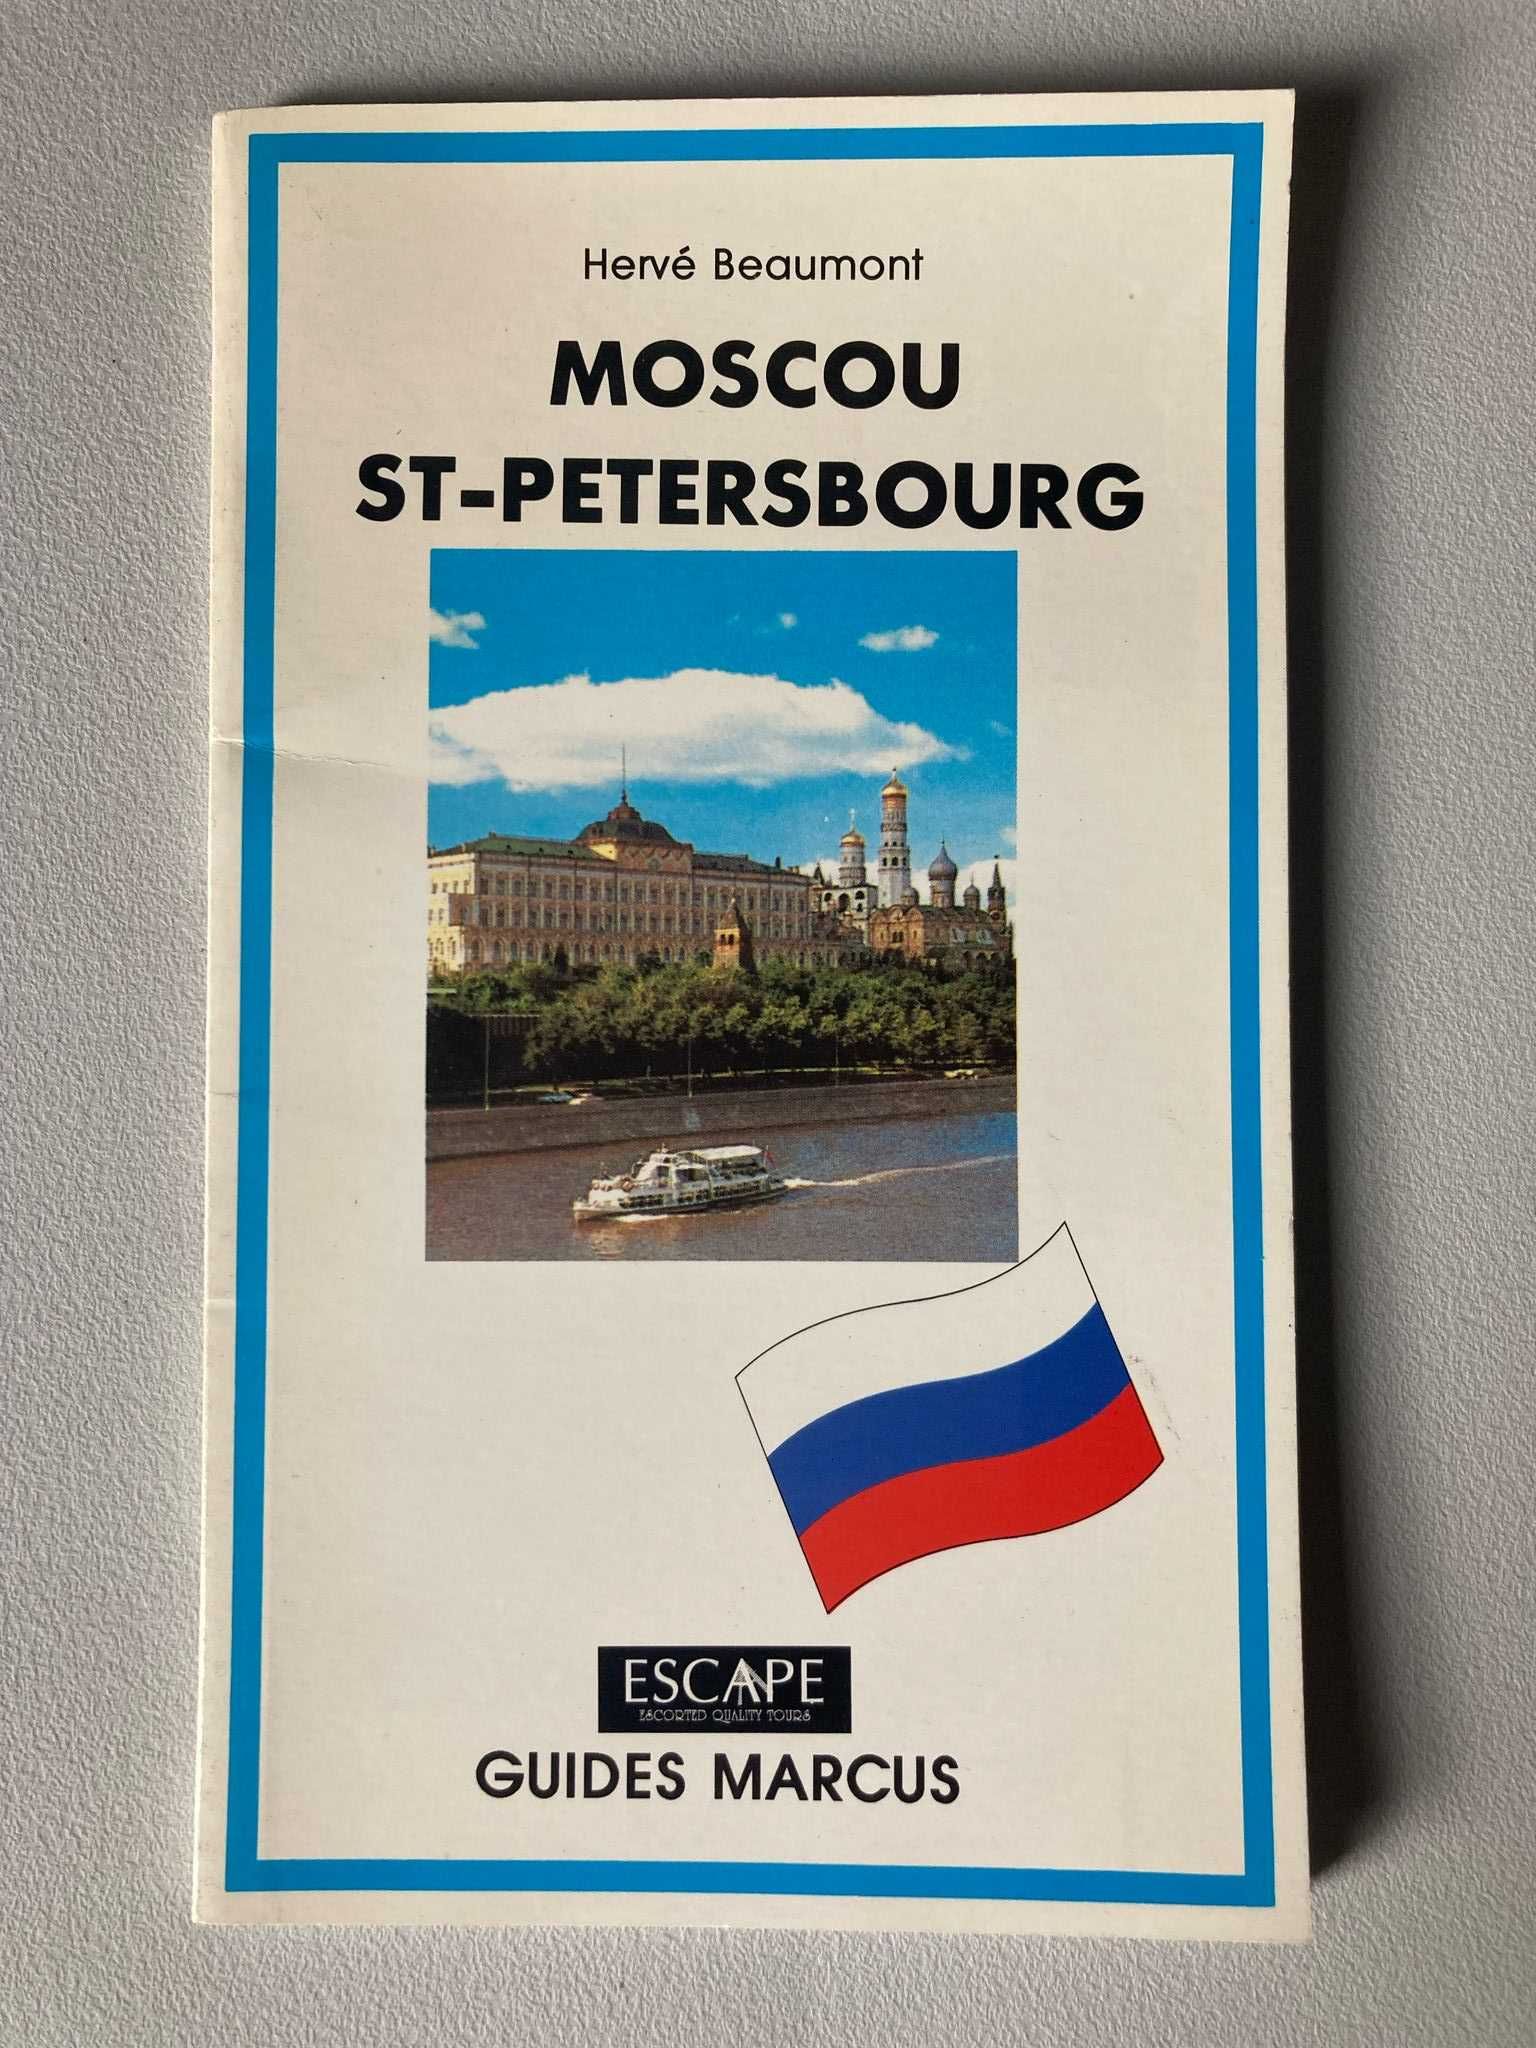 Hervé Beaumont
MOSCOU
ST-PETERSBOURG
ESCAPE
ESCORTED QUALITY TOURS
GUIDES MARCUS